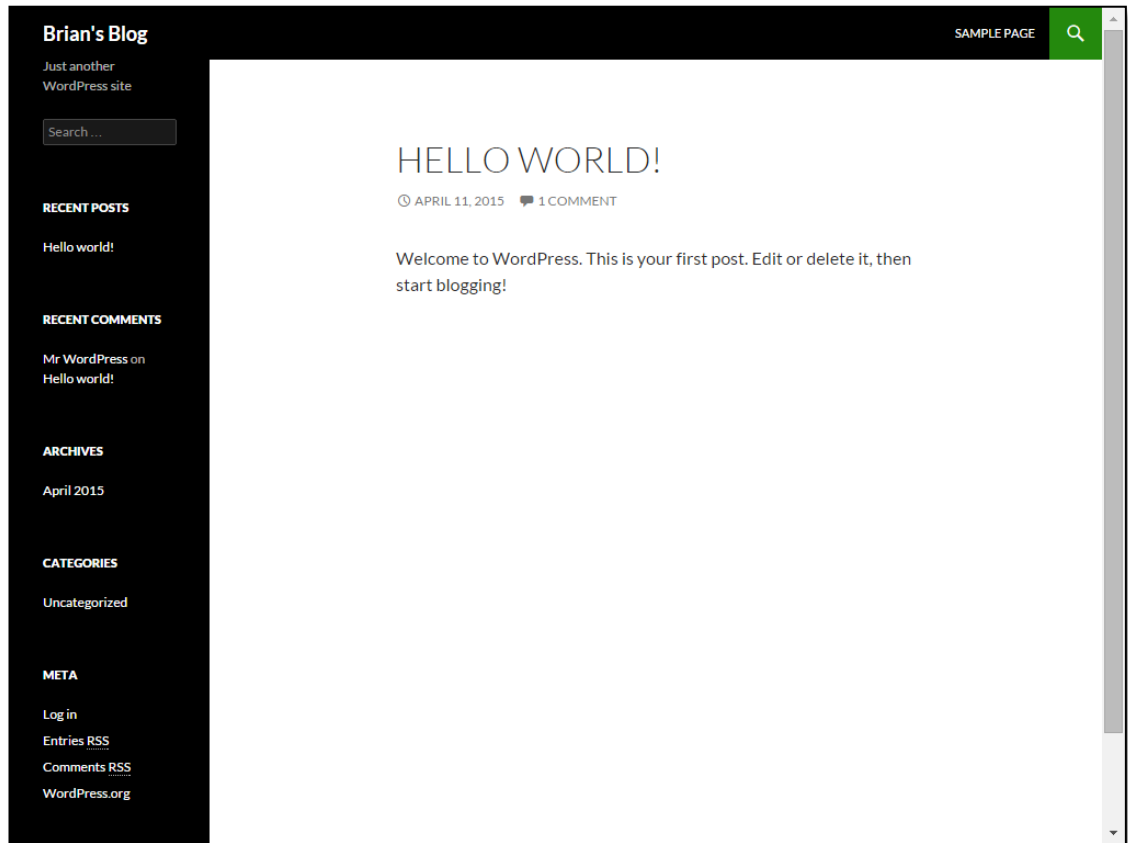 Brian's Blog
SAMPLE PAGE
Just another
WordPress site
Search ...
RECENT POSTS
Hello world!
RECENT COMMENTS
Mr WordPress on
Hello world!
ARCHIVES
April 2015
CATEGORIES
Uncategorized
META
Log in
Entries RSS
Comments RSS
WordPress.org
HELLO WORLD!
APRIL 11, 2015 1 COMMENT
Welcome to WordPress. This is your first post. Edit or delete it, then
start blogging!